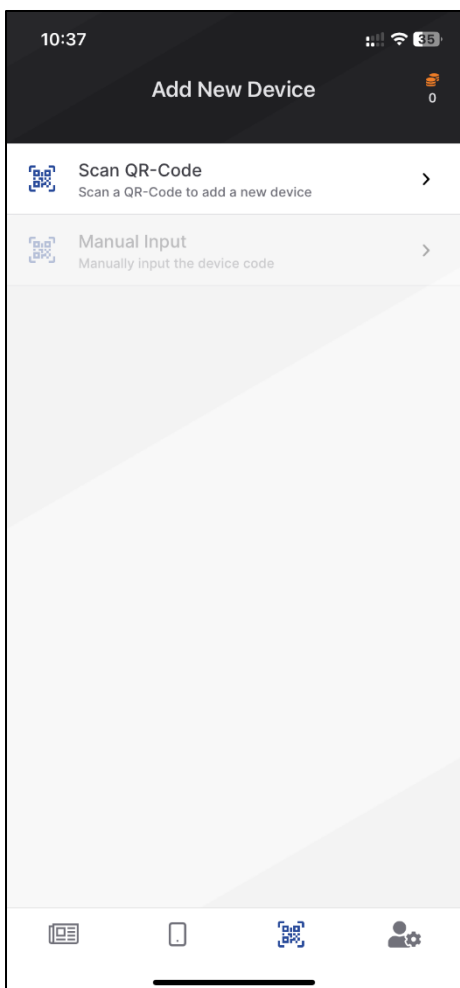 10:37
35
Add New Device
0
Scan QR-Code
Scan a QR-Code to add a new device
Manual Input
Manually input the device code